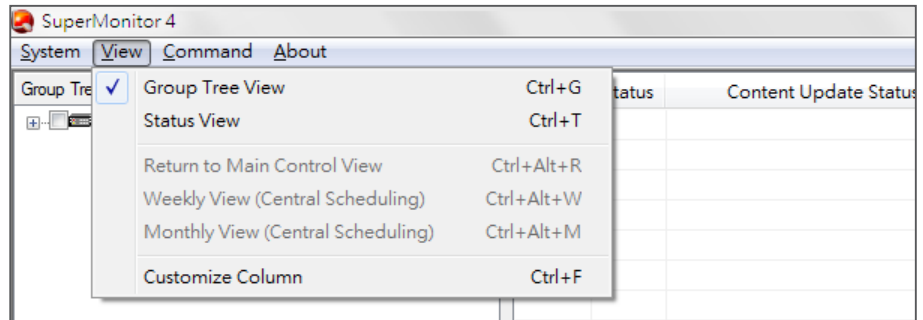 SuperMonitor 4
System View Command About
Group Tre
tatus Content Update Status
Group Tree View Ctrl+G
Status View Ctrl+T
Return to Main Control View Ctrl+Alt+R
Weekly View (Central Scheduling) Ctrl+Alt+W
Monthly View (Central Scheduling) Ctrl+Alt+M
Customize Column Ctrl+F